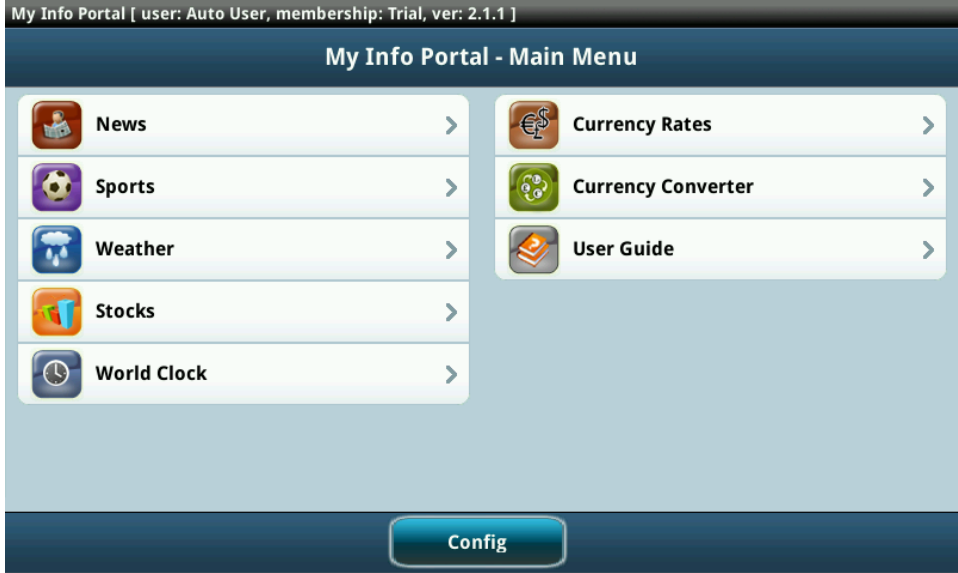 My Info Portal [ user: Auto User, membership: Trial, ver: 2.1.1 ]
My Info Portal - Main Menu
News
Sports
Weather
Stocks
World Clock
Currency Rates
Currency Converter
User Guide
Config